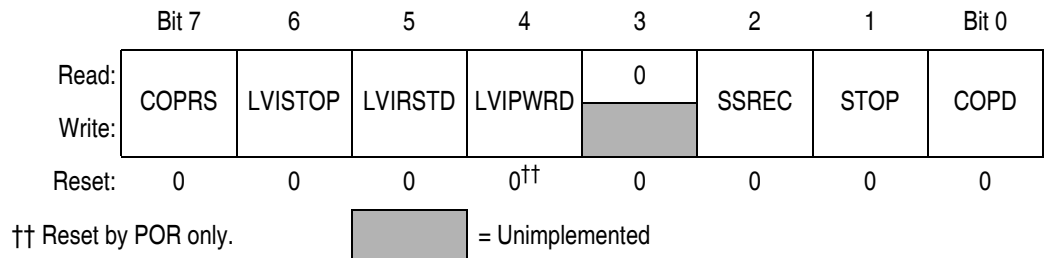 Bit 7 6 5 4 3 2 1 Bit 0
Read: COPRS LVISTOP LVIRSTD LVIPWRD 0 SSREC STOP COPD
Write:
Reset: 0 0 0 0†† 0 0 0 0
†† Reset by POR only. = Unimplemented